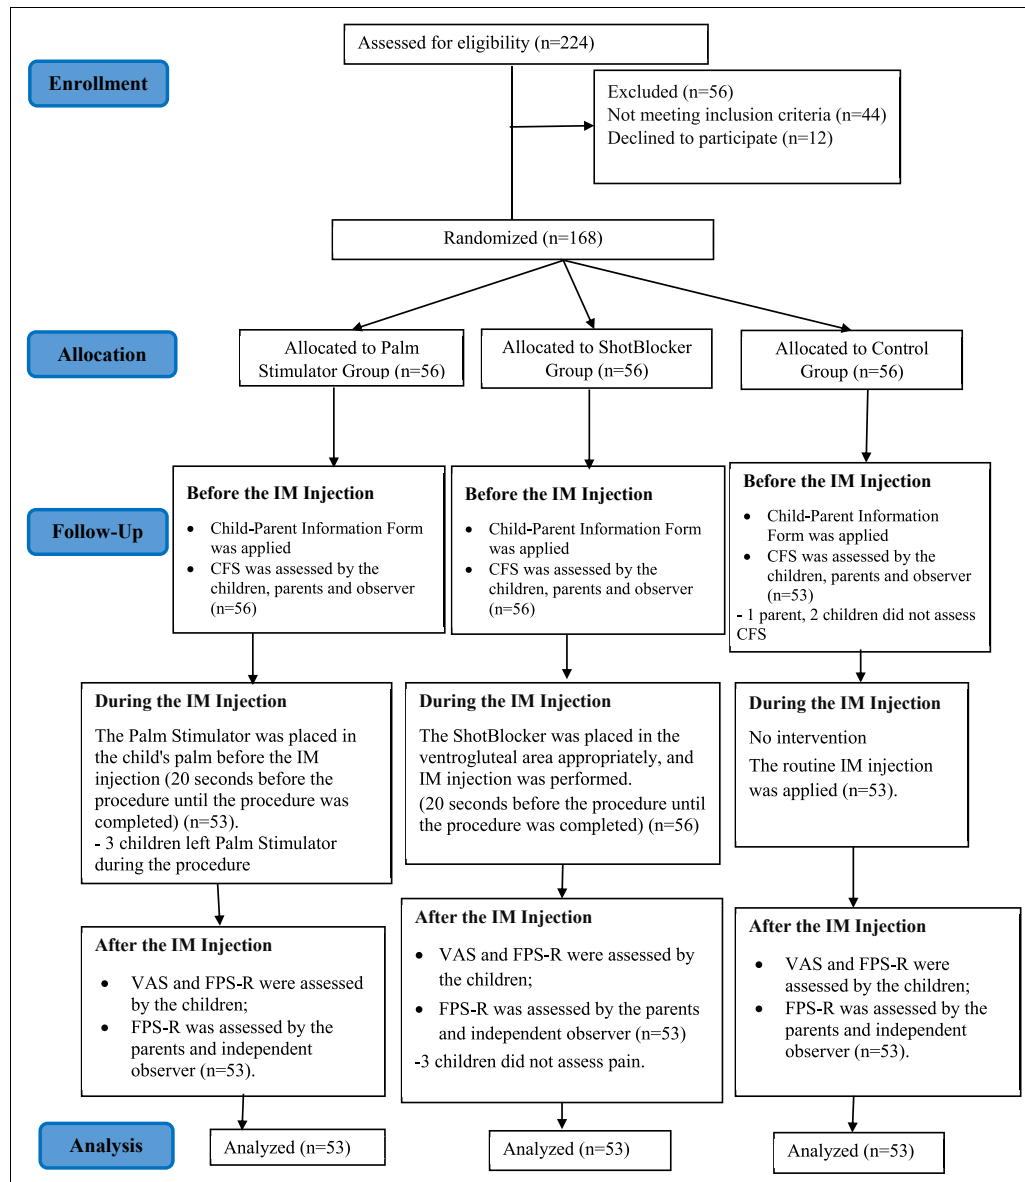 Assessed for eligibility (n=224)
Enrollment
Excluded (n=56)
Not meeting inclusion criteria (n=44)
Declined to participate (n=12)
Randomized (n=168)
Allocation
Allocated to Palm
Stimulator Group (n=56)
Allocated to ShotBlocker
Group (n=56)
Allocated to Control
Group (n=56)
Follow-Up
Before the IM Injection
• Child-Parent Information Form
was applied
• CFS was assessed by the
children, parents and observer
(n=56)
Before the IM Injection
• Child-Parent Information Form
was applied
• CFS was assessed by the
children, parents and observer
(n=56)
Before the IM Injection
• Child-Parent Information
Form was applied
• CFS was assessed by the
children, parents and observer
(n=53)
- 1 parent, 2 children did not assess
CFS
During the IM Injection
The Palm Stimulator was placed in
the child's palm before the IM
injection (20 seconds before the
procedure until the procedure was
completed) (n=53).
- 3 children left Palm Stimulator
during the procedure
During the IM Injection
The ShotBlocker was placed in the
ventrogluteal area appropriately, and
IM injection was performed.
(20 seconds before the procedure until
the procedure was completed) (n=56)
During the IM Injection
No intervention
The routine IM injection
was applied (n=53).
After the IM Injection
• VAS and FPS-R were assessed
by the children;
• FPS-R was assessed by the
parents and independent
observer (n=53).
After the IM Injection
• VAS and FPS-R were assessed by
the children;
• FPS-R was assessed by the parents
and independent observer (n=53)
-3 children did not assess pain.
After the IM Injection
• VAS and FPS-R were
assessed by the children;
• FPS-R was assessed by the
parents and independent
observer (n=53).
Analysis
Analyzed (n=53)
Analyzed (n=53)
Analyzed (n=53)